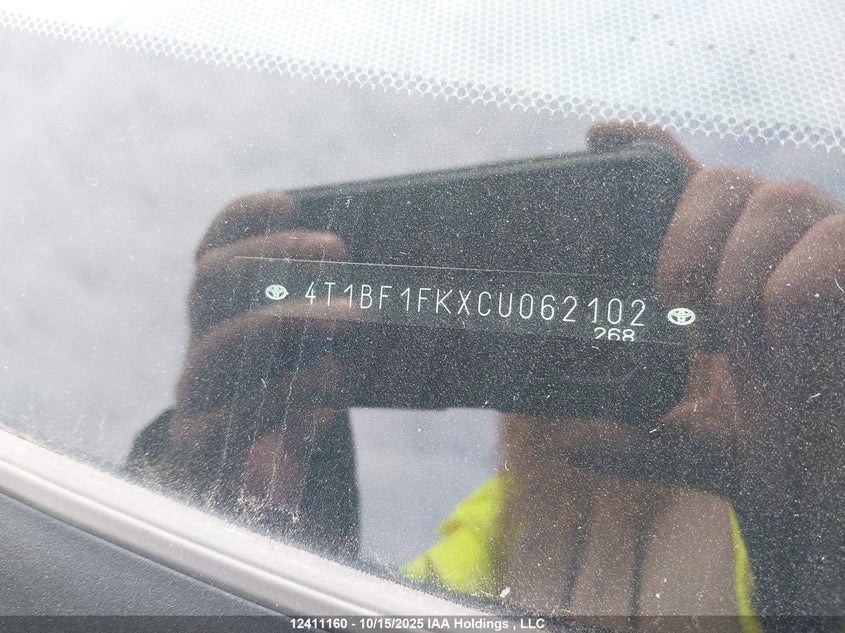 4T1BF1FKXCU062102
268
12411160 - 10/15/2025 IAA Holdings , LLC